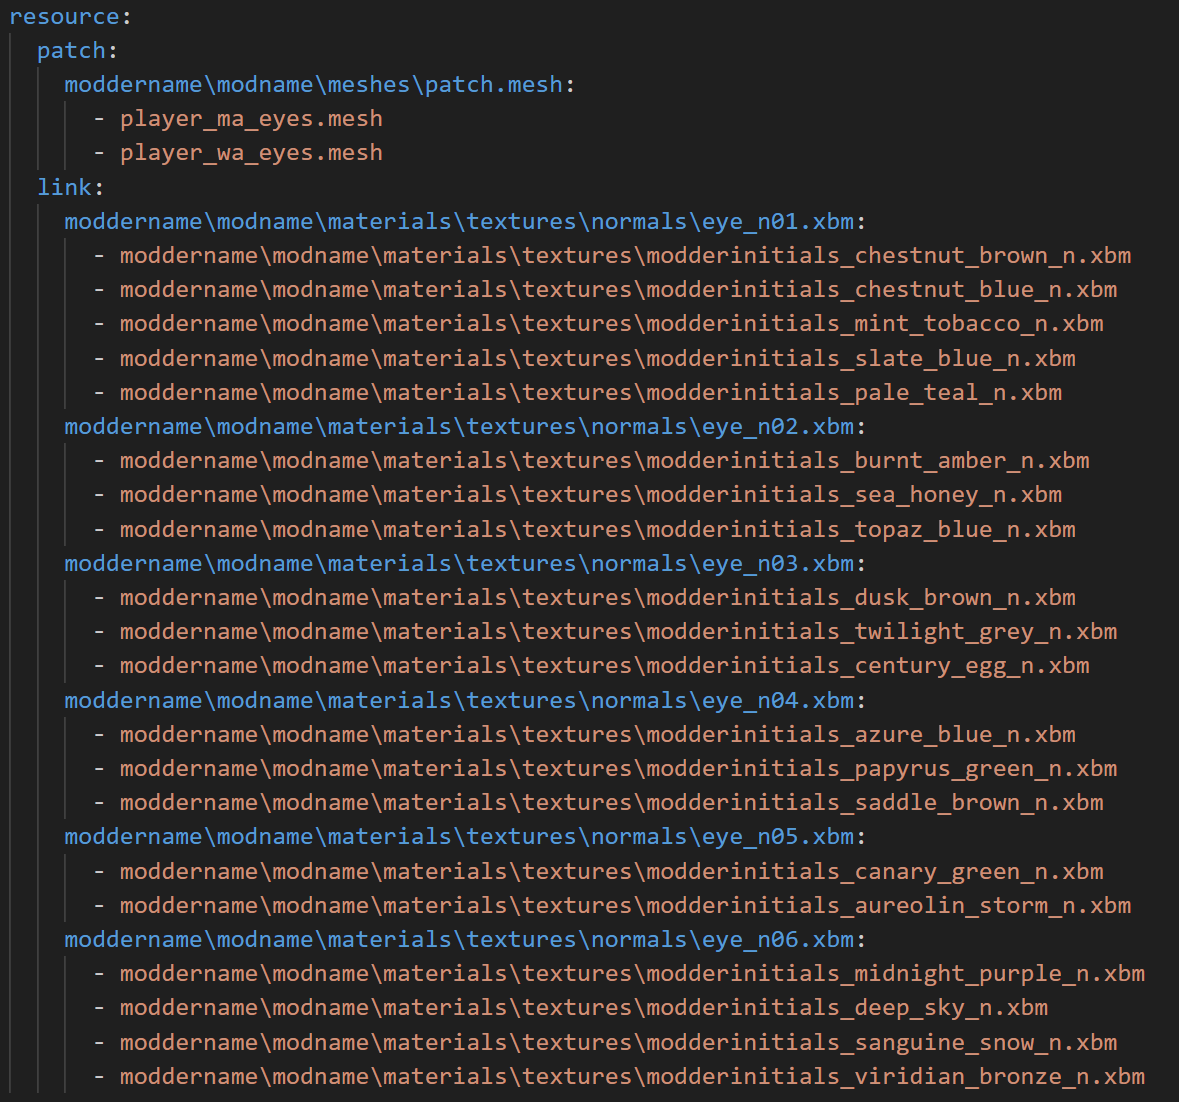 resource:
  patch:
    moddername\modname\meshes\patch.mesh:
      - player_ma_eyes.mesh
      - player_wa_eyes.mesh
  link:
    moddername\modname\materials\textures\normals\eye_n01.xbm:
      - moddername\modname\materials\textures\modderinitials_chestnut_brown_n.xbm
      - moddername\modname\materials\textures\modderinitials_chestnut_blue_n.xbm
      - moddername\modname\materials\textures\modderinitials_mint_tobacco_n.xbm
      - moddername\modname\materials\textures\modderinitials_slate_blue_n.xbm
      - moddername\modname\materials\textures\modderinitials_pale_teal_n.xbm
    moddername\modname\materials\textures\normals\eye_n02.xbm:
      - moddername\modname\materials\textures\modderinitials_burnt_amber_n.xbm
      - moddername\modname\materials\textures\modderinitials_sea_honey_n.xbm
      - moddername\modname\materials\textures\modderinitials_topaz_blue_n.xbm
    moddername\modname\materials\textures\normals\eye_n03.xbm:
      - moddername\modname\materials\textures\modderinitials_dusk_brown_n.xbm
      - moddername\modname\materials\textures\modderinitials_twilight_grey_n.xbm
      - moddername\modname\materials\textures\modderinitials_century_egg_n.xbm
    moddername\modname\materials\textures\normals\eye_n04.xbm:
      - moddername\modname\materials\textures\modderinitials_azure_blue_n.xbm
      - moddername\modname\materials\textures\modderinitials_papyrus_green_n.xbm
      - moddername\modname\materials\textures\modderinitials_saddle_brown_n.xbm
    moddername\modname\materials\textures\normals\eye_n05.xbm:
      - moddername\modname\materials\textures\modderinitials_canary_green_n.xbm
      - moddername\modname\materials\textures\modderinitials_aureolin_storm_n.xbm
    moddername\modname\materials\textures\normals\eye_n06.xbm:
      - moddername\modname\materials\textures\modderinitials_midnight_purple_n.xbm
      - moddername\modname\materials\textures\modderinitials_deep_sky_n.xbm
      - moddername\modname\materials\textures\modderinitials_sanguine_snow_n.xbm
      - moddername\modname\materials\textures\modderinitials_viridian_bronze_n.xbm